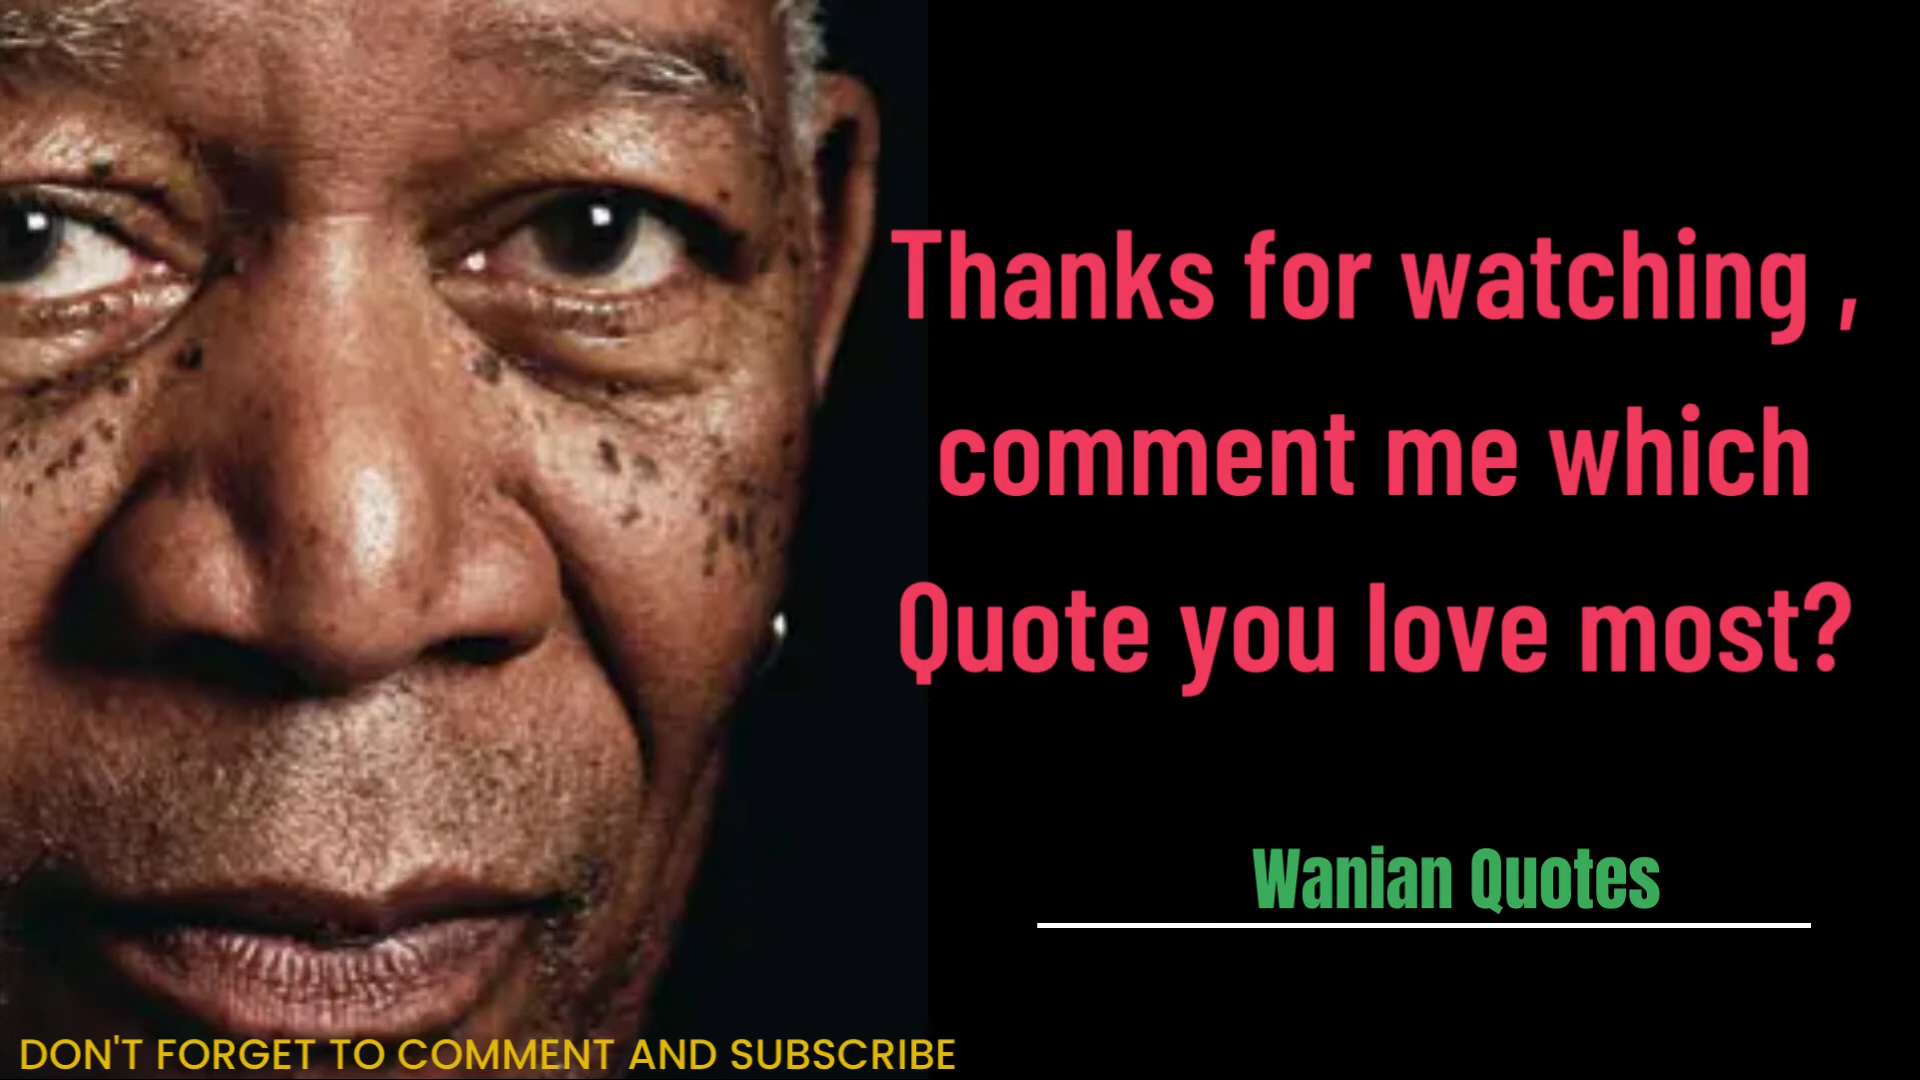 Thanks for watching ,
comment me which
Quote you love most?
Wanian Quotes
DON'T FORGET TO COMMENT AND SUBSCRIBE